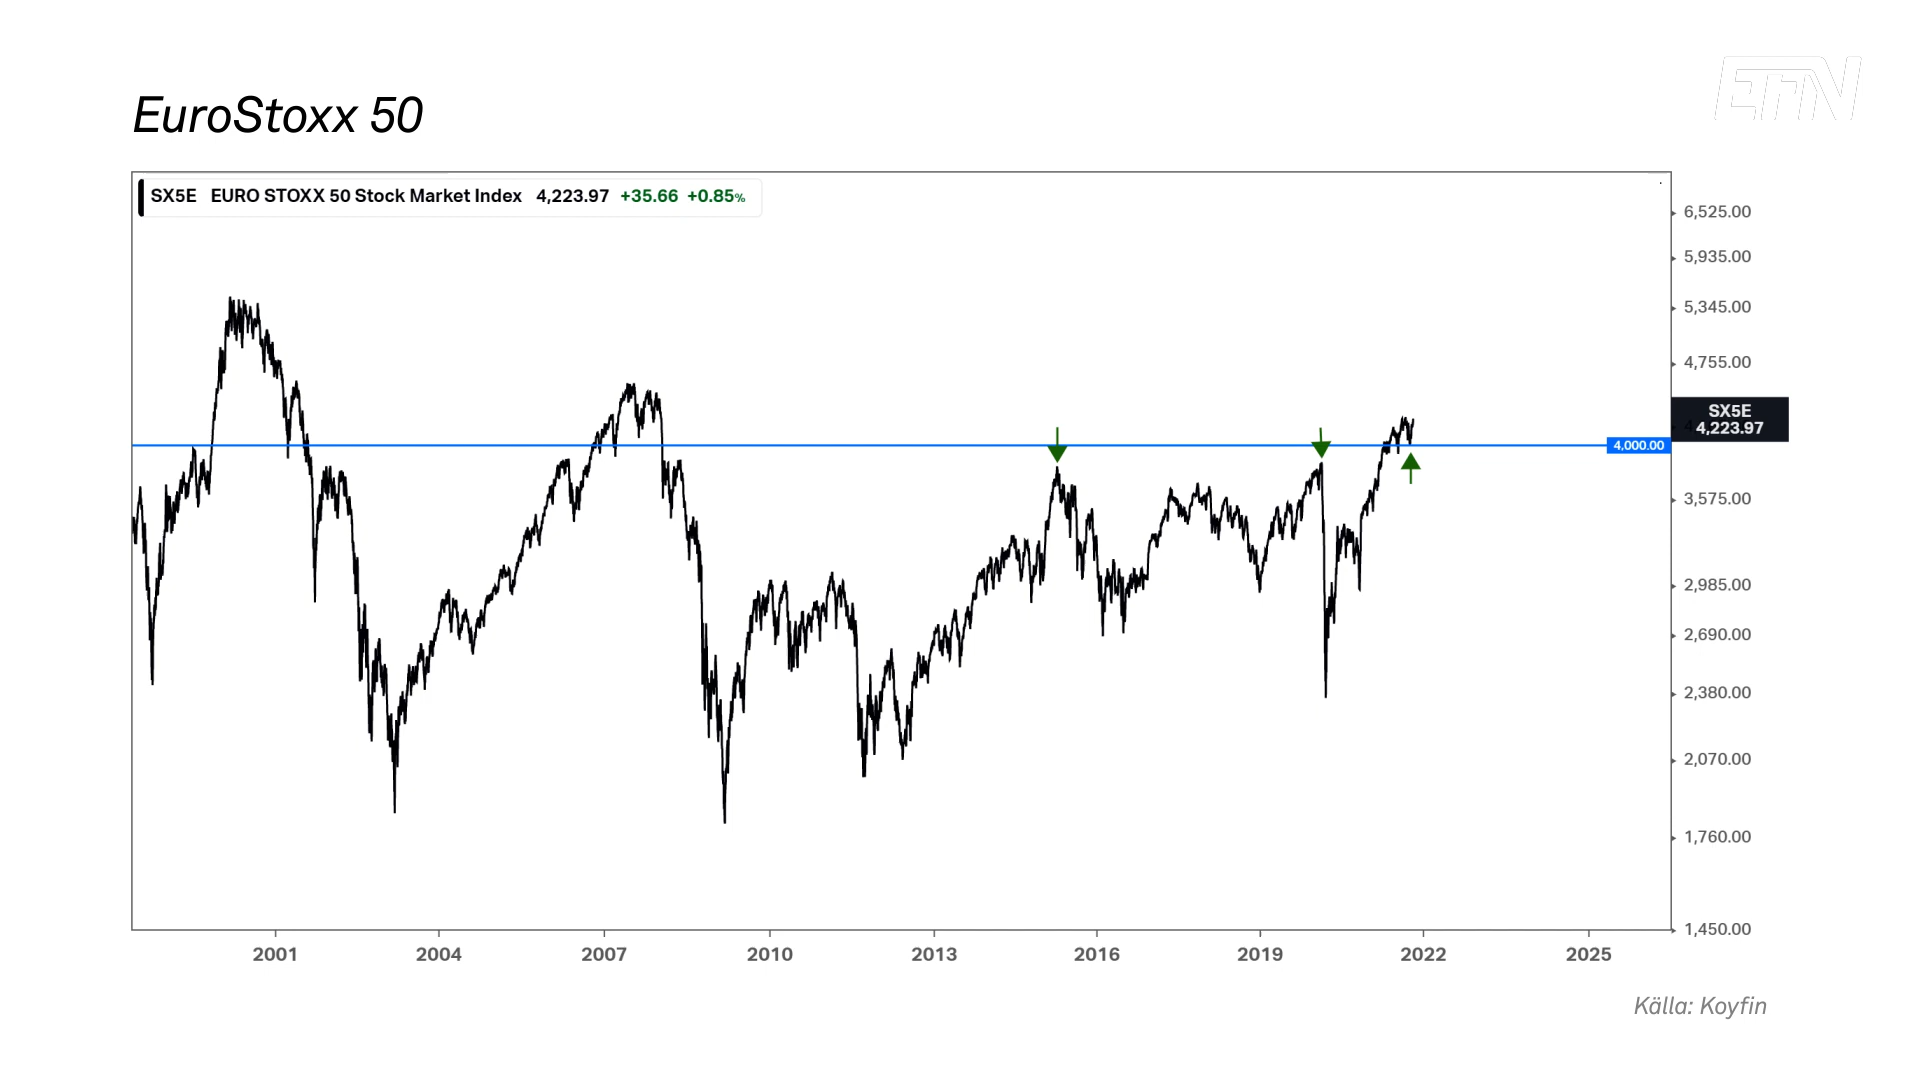 ETFN
EuroStoxx 50
SX5E EURO STOXX 50 Stock Market Index 4,223.97 +35.66 +0.85%
6,525.00
5,935.00
5,345.00
4,755.00
SX5E
4,223.97
4,000.00
3,575.00
2,985.00
2,690.00
2,380.00
2,070.00
1,760.00
1,450.00
2001 2004 2007 2010 2013 2016 2019 2022 2025
Källa: Koyfin